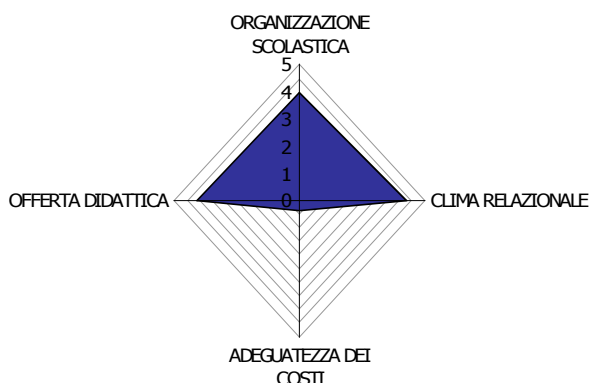 ORGANIZZAZIONE
SCOLASTICA
5
4
3
2
1
0
OFFERTA DIDATTICA
CLIMA RELAZIONALE
ADEGUATEZZA DEI
COSTI